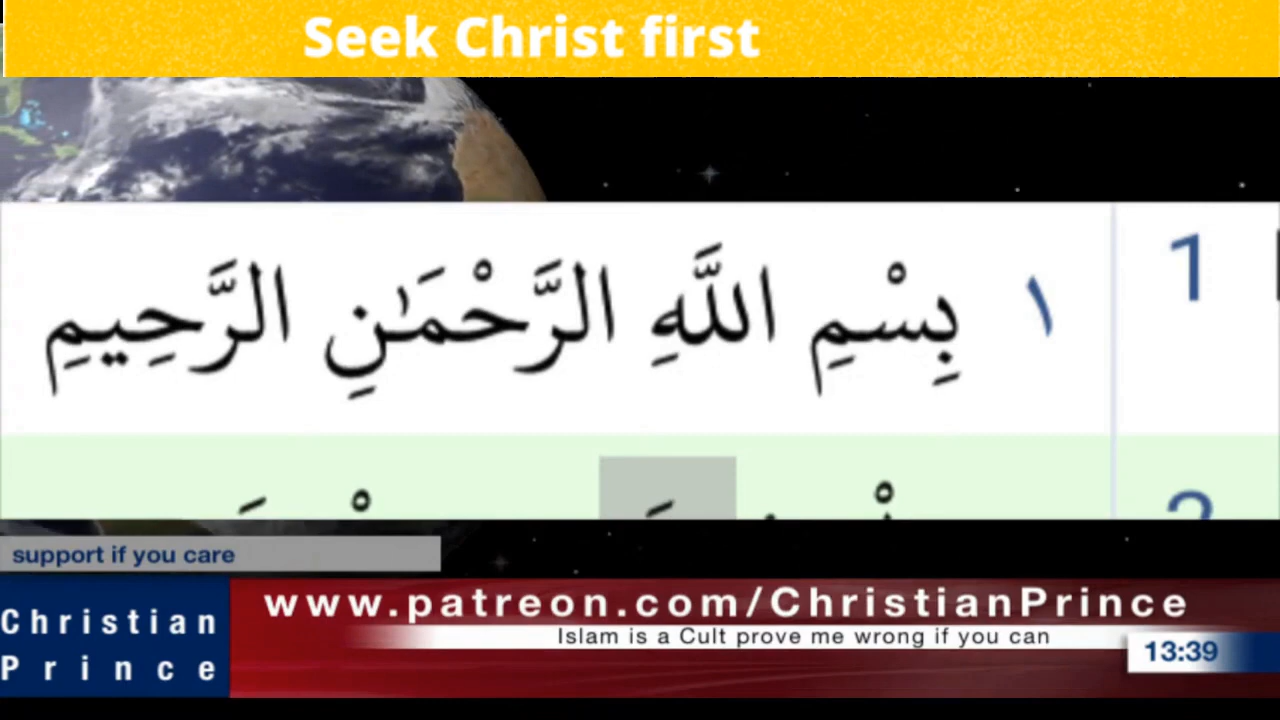 Seek Christ first
١ بِسْمِ اللَّهِ الرَّحْمَٰنِ الرَّحِيمِ
1
2
support if you care
Christian
Prince
www.patreon.com/ChristianPrince
Islam is a Cult prove me wrong if you can
13:39